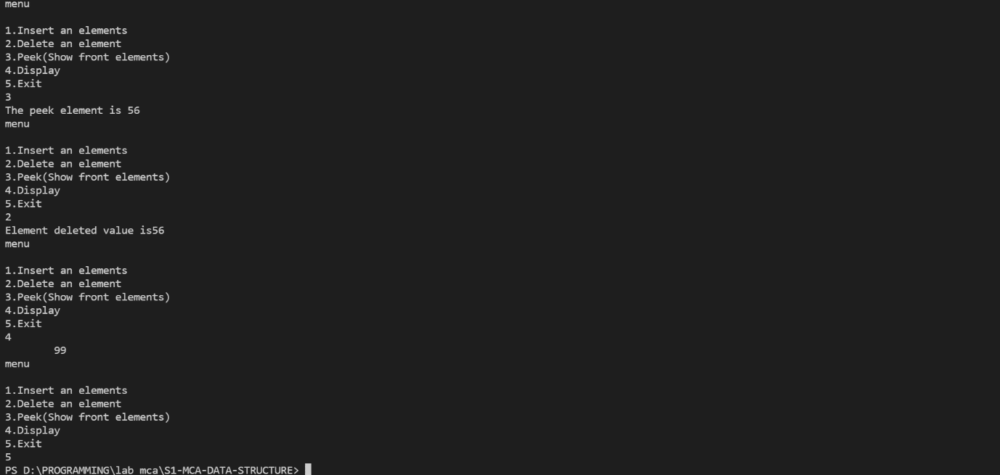 menu
1.Insert an elements
2.Delete an element
3.Peek(Show front elements)
4.Display
5.Exit
3
The peek element is 56
menu
1.Insert an elements
2.Delete an element
3.Peek(Show front elements)
4.Display
5.Exit
2
Element deleted value is56
menu
1.Insert an elements
2.Delete an element
3.Peek(Show front elements)
4.Display
5.Exit
4
99
menu
1.Insert an elements
2.Delete an element
3.Peek(Show front elements)
4.Display
5.Exit
5
PS D:\PROGRAMMING\lab mca\S1-MCA-DATA-STRUCTURE>